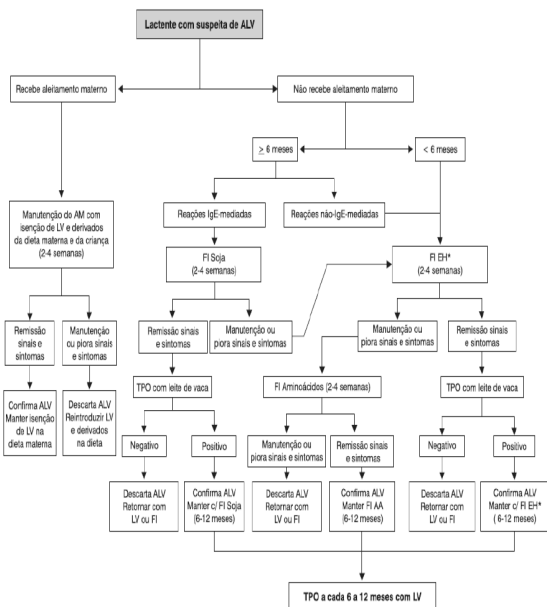 Lactente com suspeita de ALV
Recebe aleitamento materno
Não recebe aleitamento materno
≥ 6 meses
< 6 meses
Manutenção do AM com
isenção de LV e derivados
da dieta materna e da criança
(2-4 semanas)
Reações IgE-mediadas
Reações não-IgE-mediadas
FI Soja
(2-4 semanas)
FI EH*
(2-4 semanas)
Remissão
sinais e
sintomas
Manutenção
ou piora sinais
e sintomas
Remissão sinais
e sintomas
Manutenção ou
piora sinais e sintomas
Manutenção ou
piora sinais e sintomas
Remissão sinais
e sintomas
Confirma ALV
Manter isenção
de LV na
dieta materna
Descarta ALV
Reintroduzir LV
e derivados
na dieta
TPO com leite de vaca
FI Aminoácidos (2-4 semanas)
TPO com leite de vaca
Negativo
Positivo
Manutenção ou
piora sinais e sintomas
Remissão sinais
e sintomas
Negativo
Positivo
Descarta ALV
Retornar com
LV ou FI
Confirma ALV
Manter c/ FI Soja
(6-12 meses)
Descarta ALV
Retornar com
LV ou FI
Confirma ALV
Manter FI AA
(6-12 meses)
Descarta ALV
Retornar com
LV ou FI
Confirma ALV
Manter c/ FI EH*
( 6-12 meses)
TPO a cada 6 a 12 meses com LV